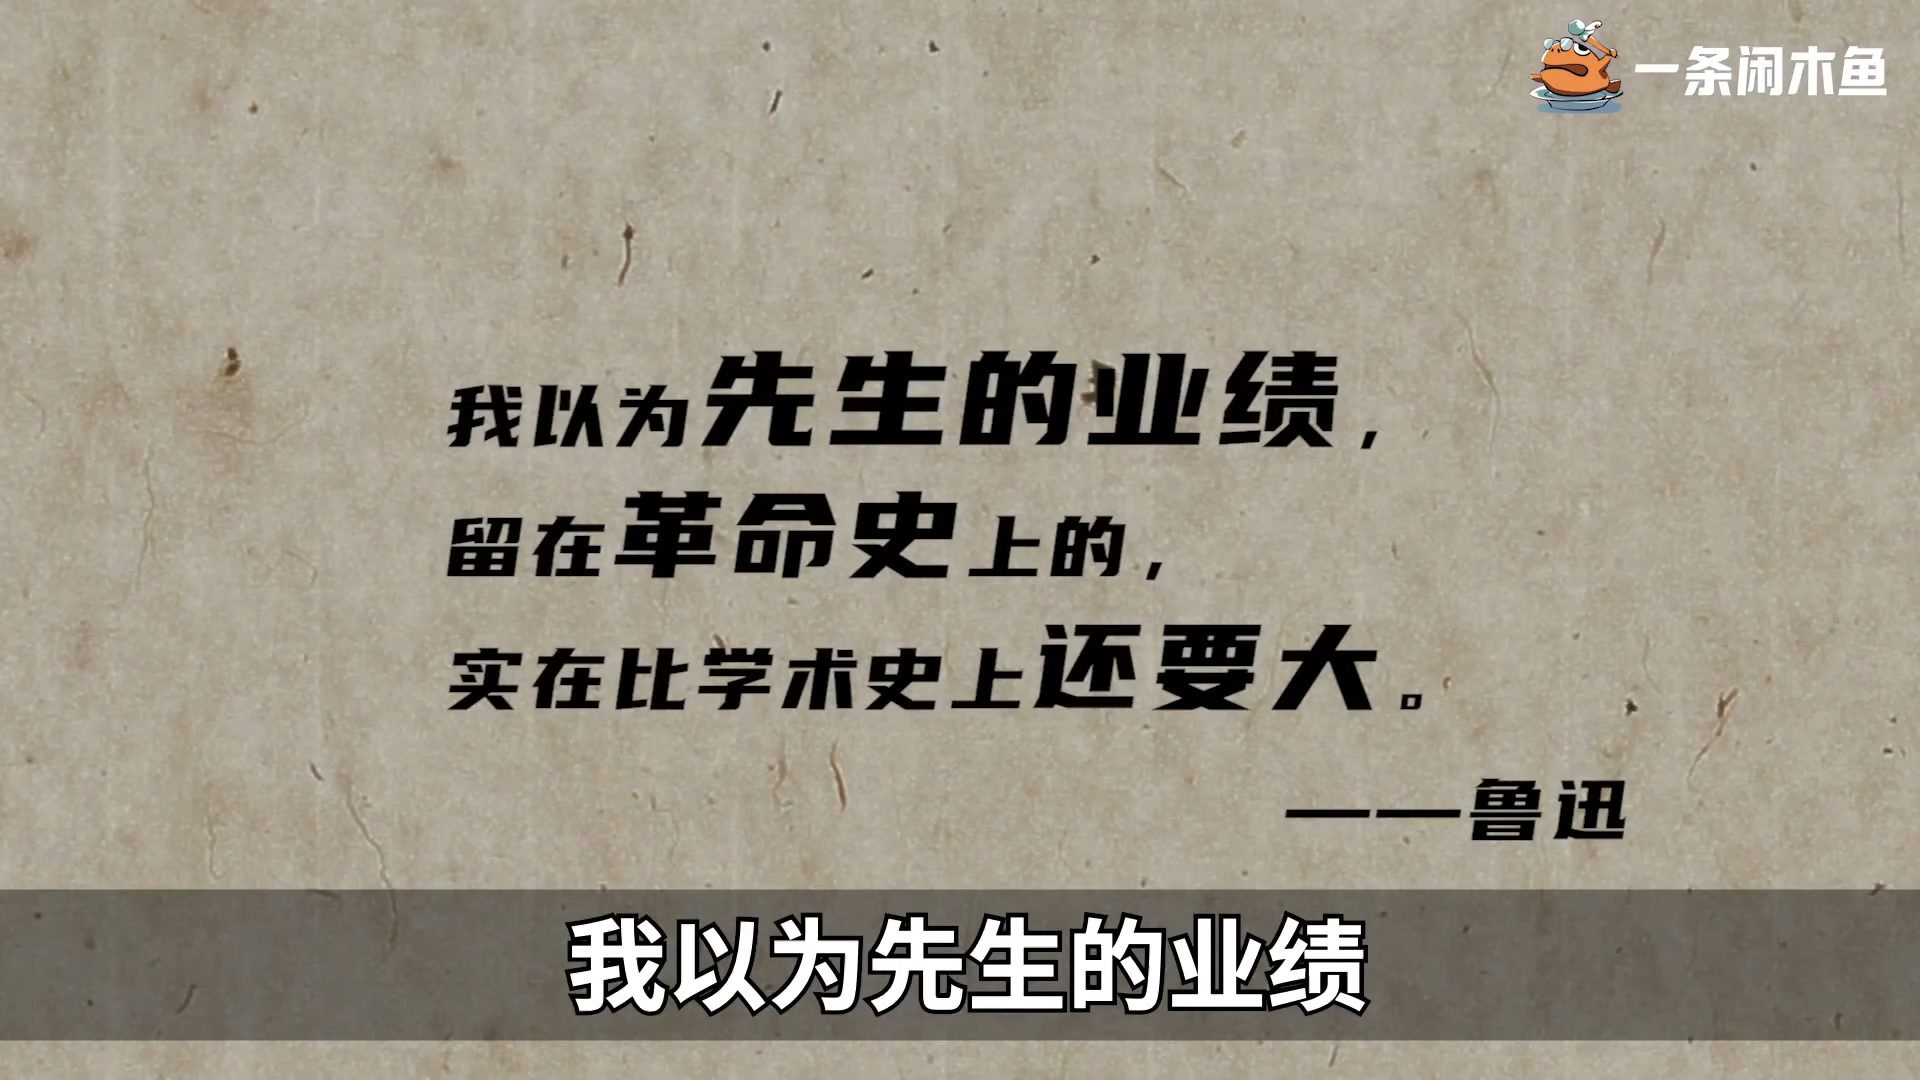 一条闲木鱼
我以为先生的业绩，
留在革命史上的，
实在比学术史上还要大。
——鲁迅
我以为先生的业绩